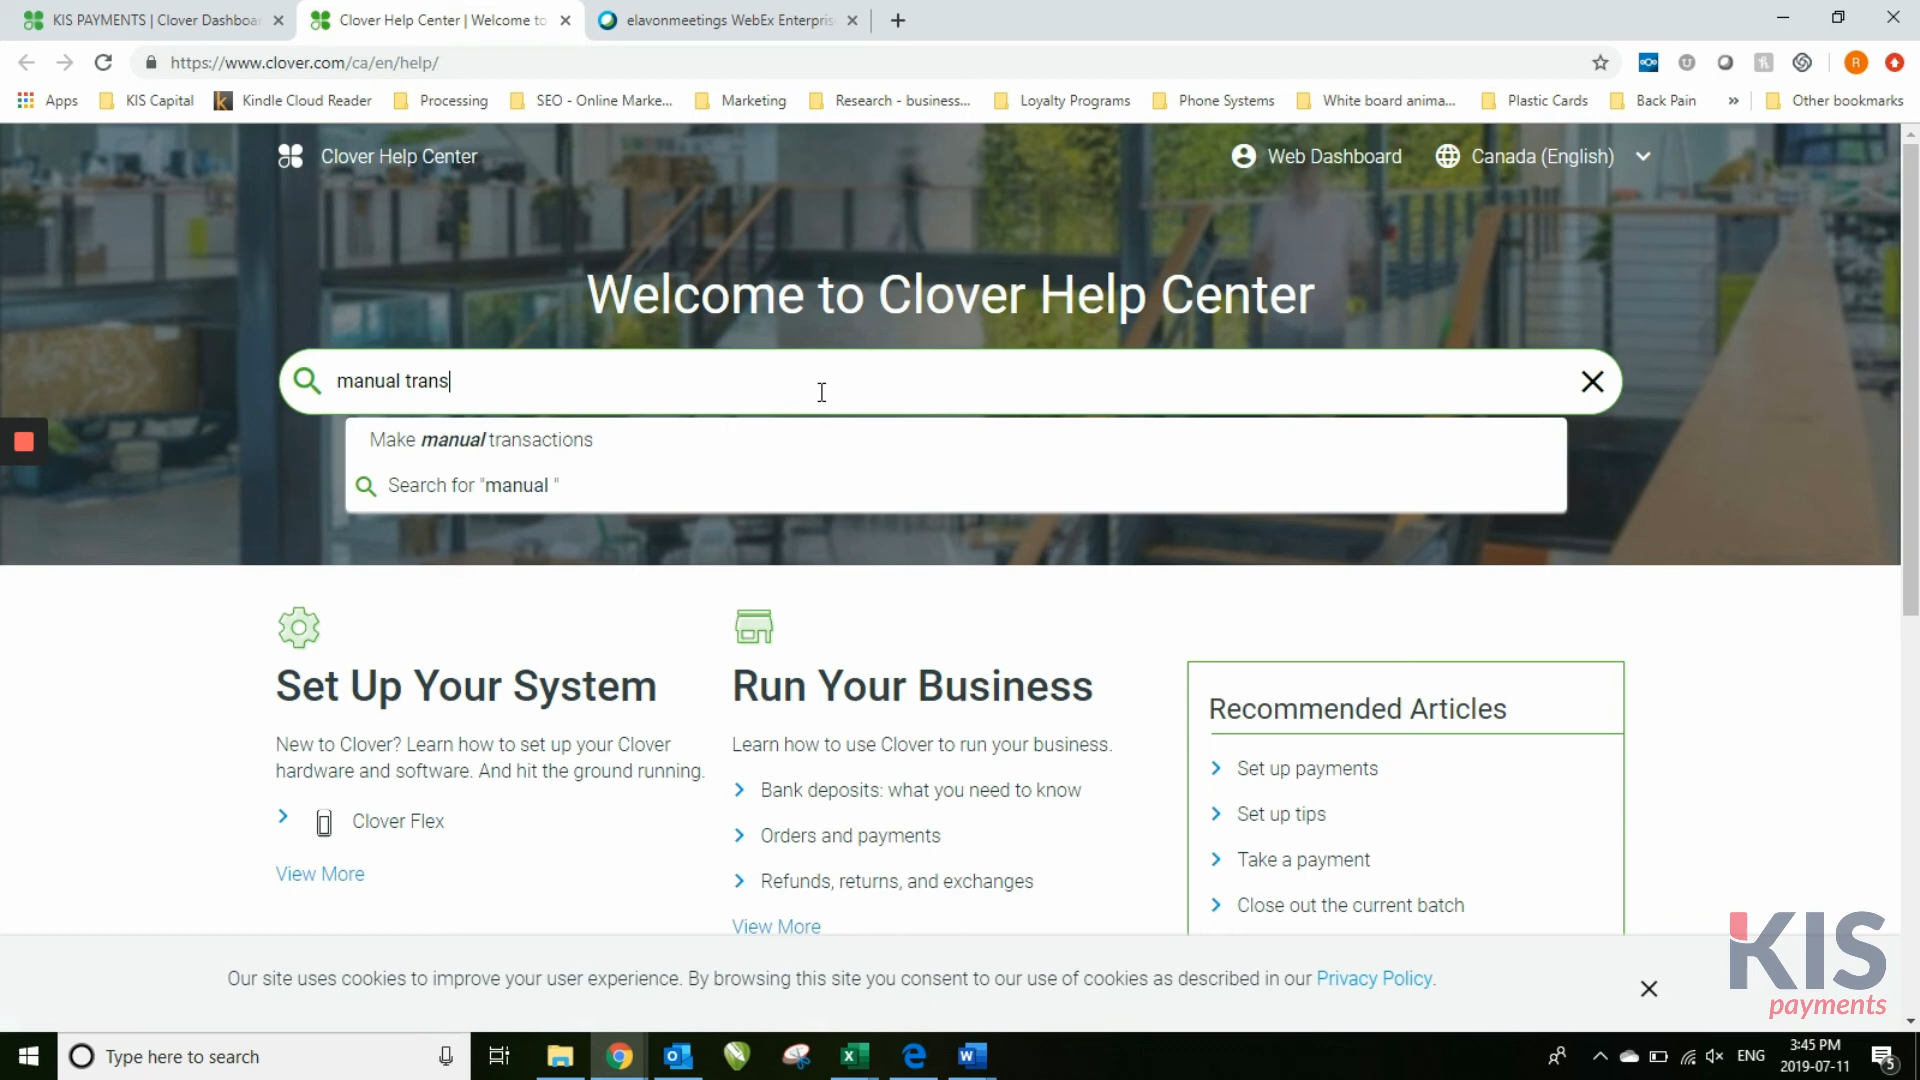 KIS PAYMENTS | Clover Dashboar
Clover Help Center | Welcome to
elavonmeetings WebEx Enterpris
https://www.clover.com/ca/en/help/
R
Apps
KIS Capital
Kindle Cloud Reader
Processing
SEO - Online Marke...
Marketing
Research - business...
Loyalty Programs
Phone Systems
White board anima...
Plastic Cards
Back Pain
»
Other bookmarks
Clover Help Center
Web Dashboard
Canada (English)
Welcome to Clover Help Center
manual trans
Make manual transactions
Search for "manual "
Set Up Your System
New to Clover? Learn how to set up your Clover
hardware and software. And hit the ground running.
Clover Flex
View More
Run Your Business
Learn how to use Clover to run your business.
Bank deposits: what you need to know
Orders and payments
Refunds, returns, and exchanges
View More
Recommended Articles
Set up payments
Set up tips
Take a payment
Close out the current batch
Our site uses cookies to improve your user experience. By browsing this site you consent to our use of cookies as described in our Privacy Policy.
KIS
payments
Type here to search
ENG
3:45 PM
2019-07-11
5